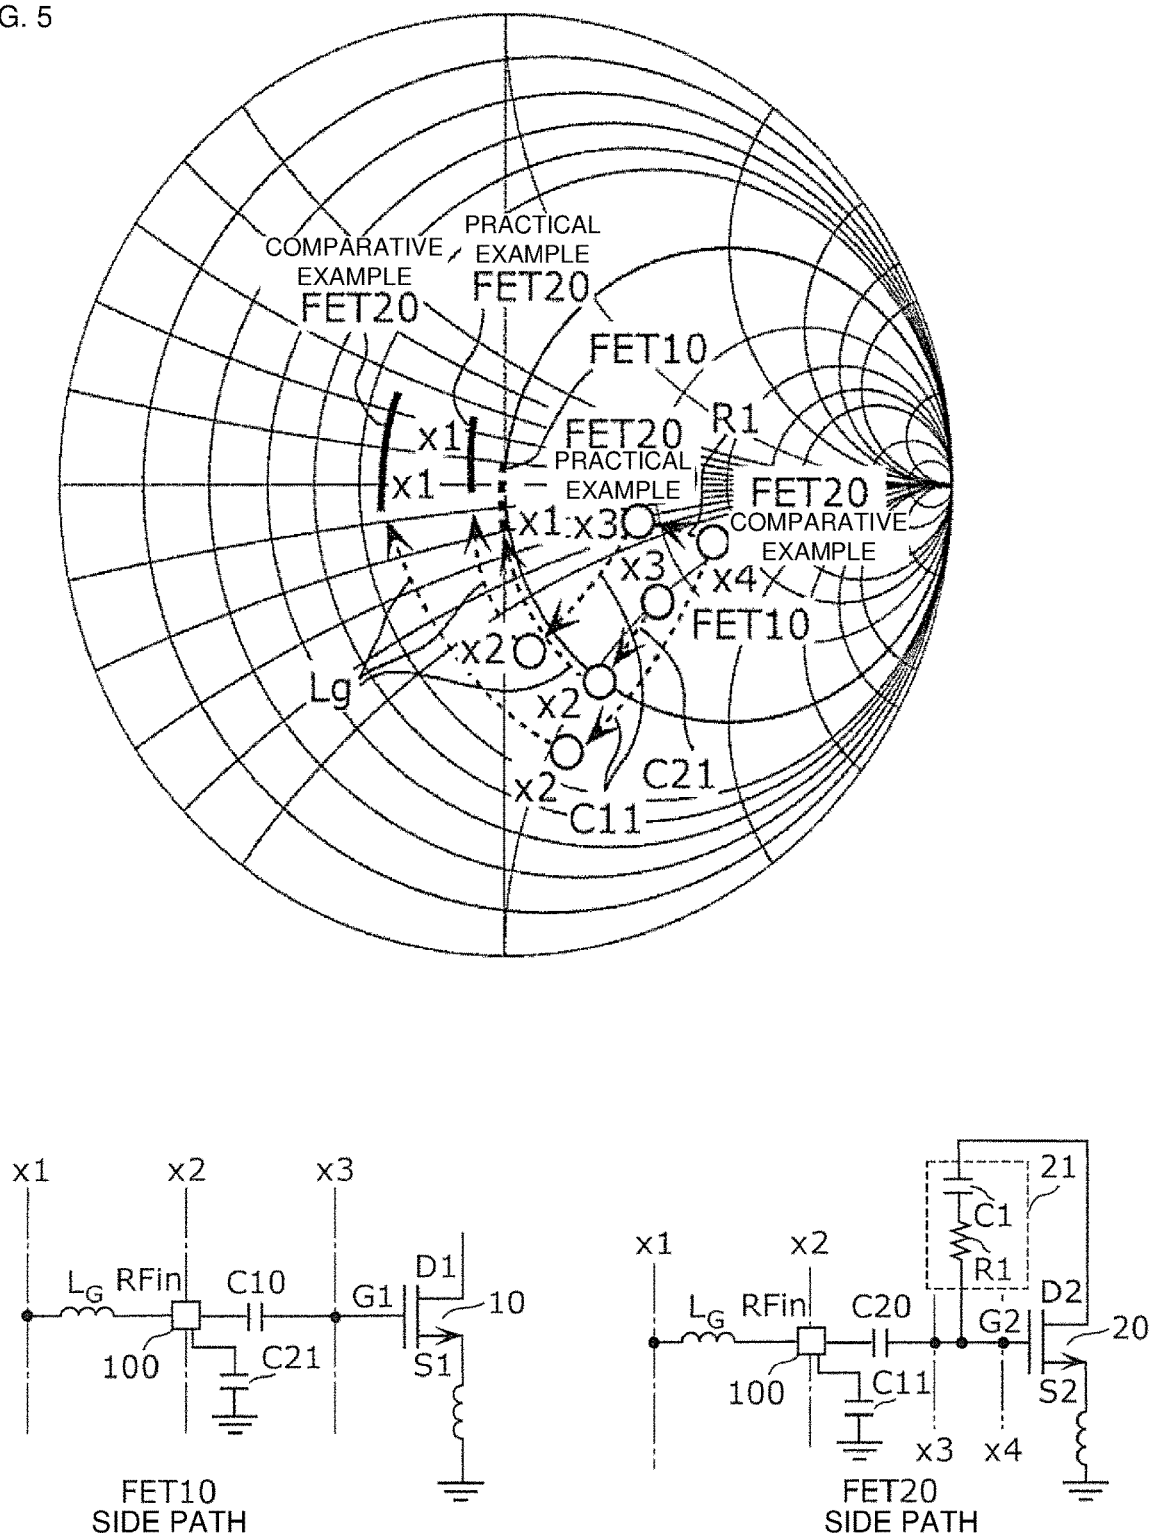 G. 5
PRACTICAL
EXAMPLE
FET20
COMPARATIVE
EXAMPLE
FET20
FET10
R1
x1
FET20
PRACTICAL
EXAMPLE
x1
FET20
COMPARATIVE
EXAMPLE
x1
x3
x3
x4
FET10
x2
Lg
x2
x2
C21
C11
x1
x2
x3
LG
RFin
C10
G1
D1
10
100
C21
S1
FET10
SIDE PATH
x1
x2
21
C1
R1
LG
RFin
C20
G2
D2
20
100
C11
S2
x3
x4
FET20
SIDE PATH